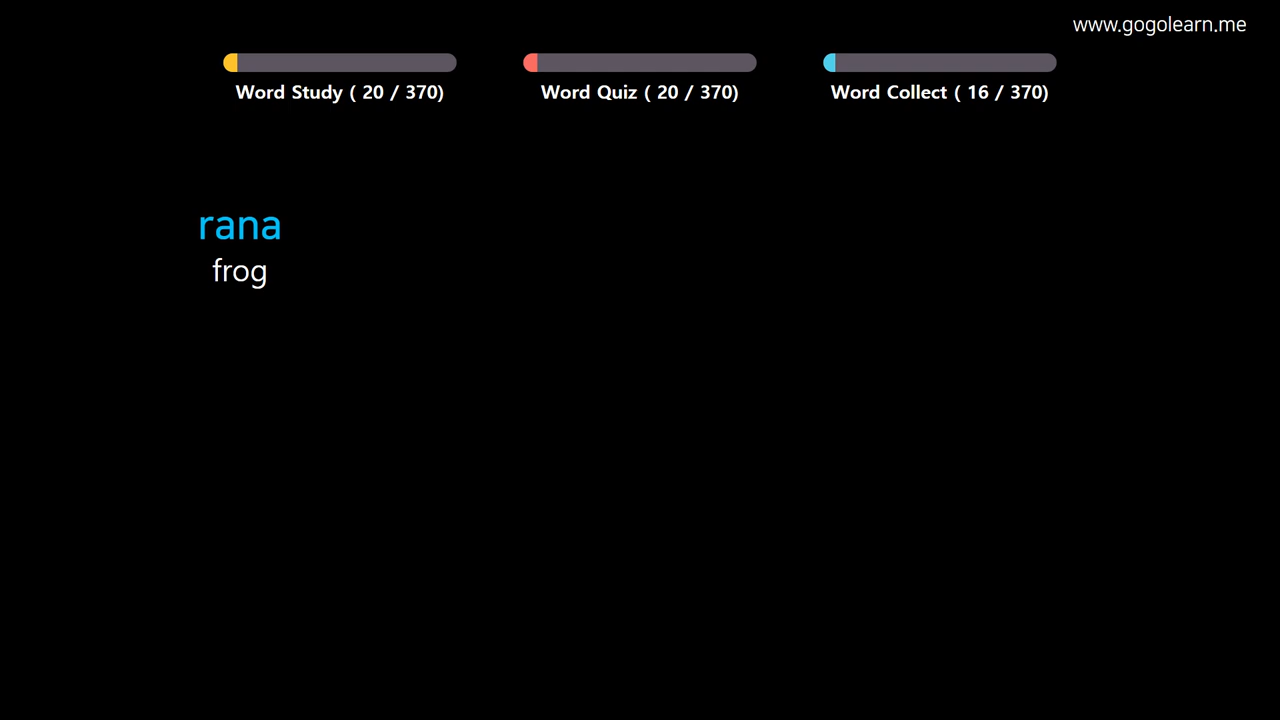 www.gogolearn.me
Word Study ( 20 / 370)
Word Quiz ( 20 / 370)
Word Collect ( 16 / 370)
rana
frog